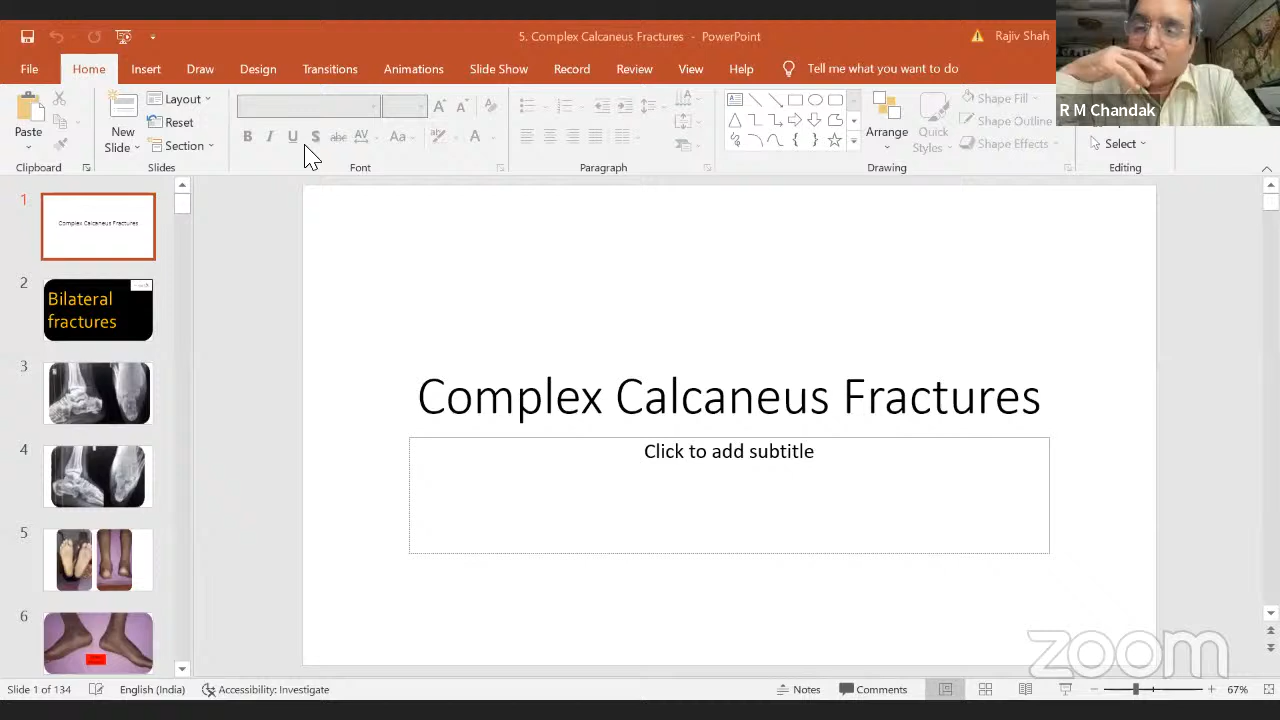 5. Complex Calcaneus Fractures - PowerPoint
Rajiv Shah
File Home Insert Draw Design Transitions Animations Slide Show Record Review View Help Tell me what you want to do
R M Chandak
Paste
New Slide
Layout
Reset
Section
B I U S abc AV Aa A
Arrange
Quick Styles
Shape Fill
Shape Outline
Shape Effects
Select
Clipboard Slides Font Paragraph Drawing Editing
1
Complex Calcaneus Fractures
2
Bilateral
fractures
3
4
5
6
Complex Calcaneus Fractures
Click to add subtitle
zoom
Slide 1 of 134 English (India) Accessibility: Investigate Notes Comments 67%